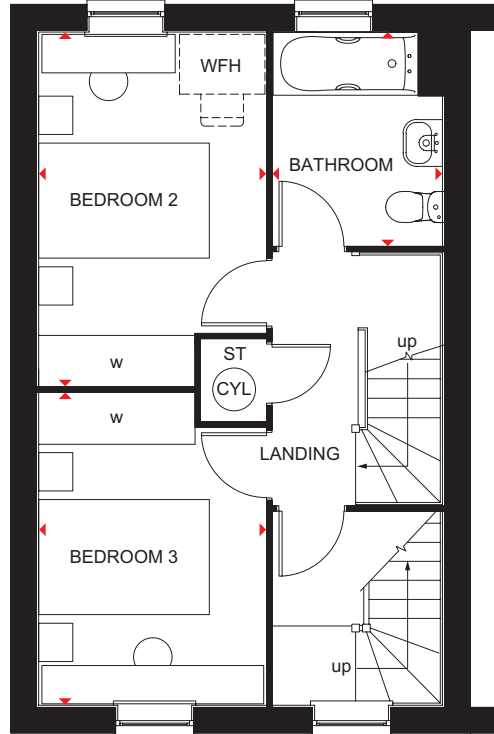 WFH
BATHROOM
BEDROOM 2
up
w
ST
CYL
w
LANDING
BEDROOM 3
up